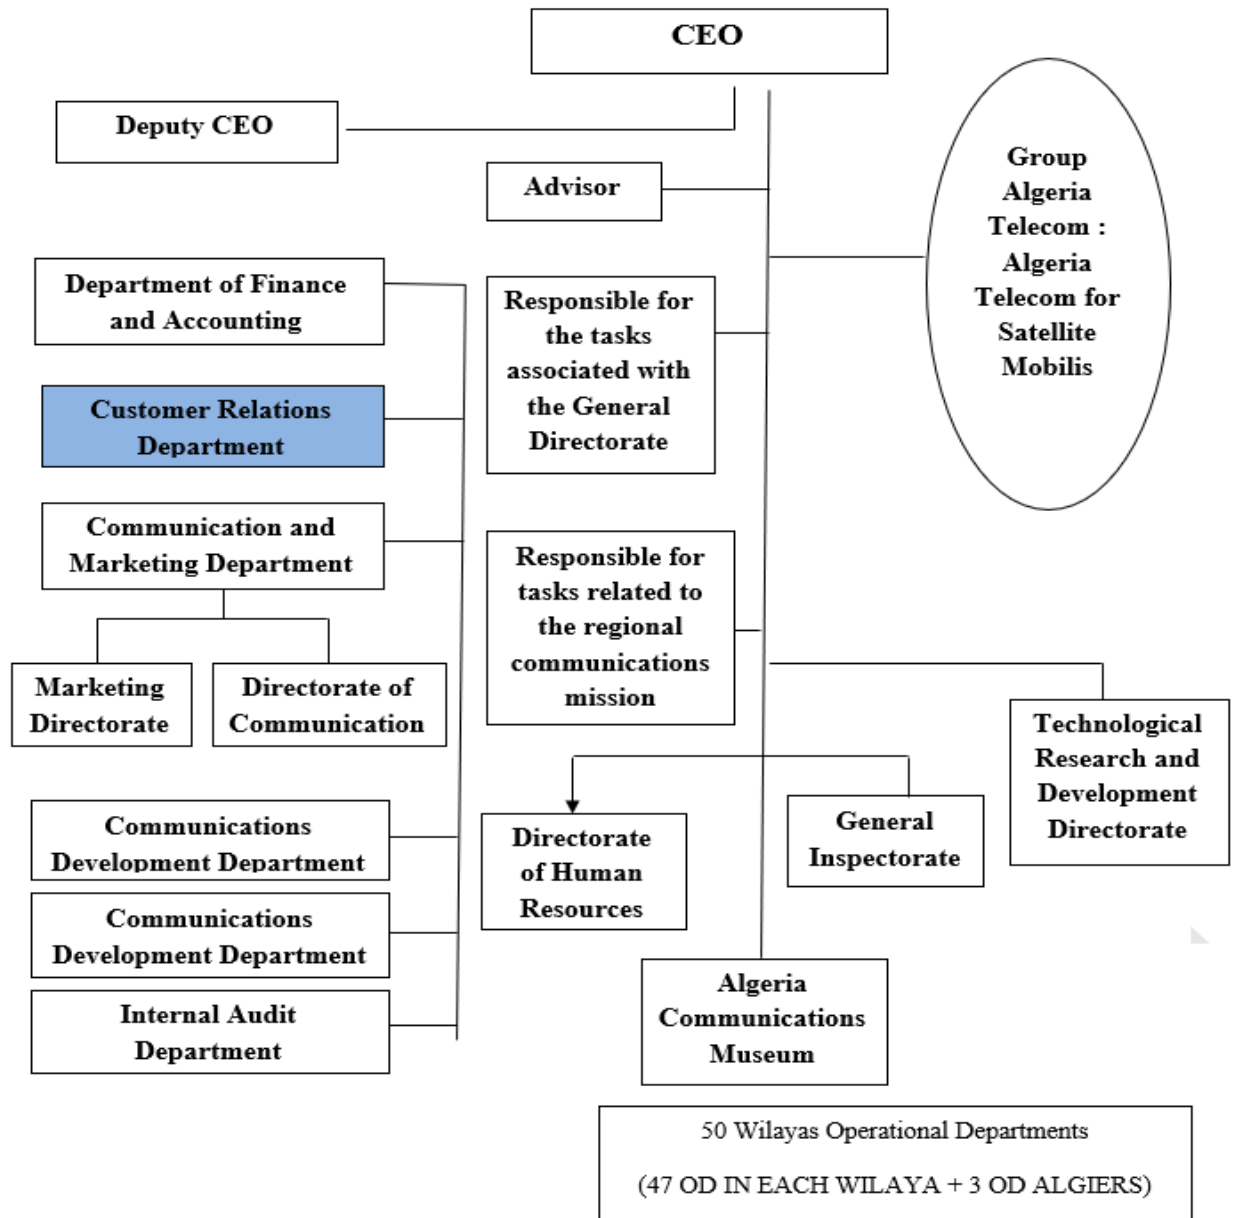 CEO
Deputy CEO
Advisor
Group
Algeria
Telecom :
Algeria
Telecom for
Satellite
Mobilis
Department of Finance
and Accounting
Responsible for
the tasks
associated with
the General
Directorate
Customer Relations
Department
Communication and
Marketing Department
Responsible for
tasks related to
the regional
communications
mission
Marketing
Directorate
Directorate of
Communication
Technological
Research and
Development
Directorate
Communications
Development Department
Directorate
of Human
Resources
General
Inspectorate
Communications
Development Department
Internal Audit
Department
Algeria
Communications
Museum
50 Wilayas Operational Departments
(47 OD IN EACH WILAYA + 3 OD ALGIERS)